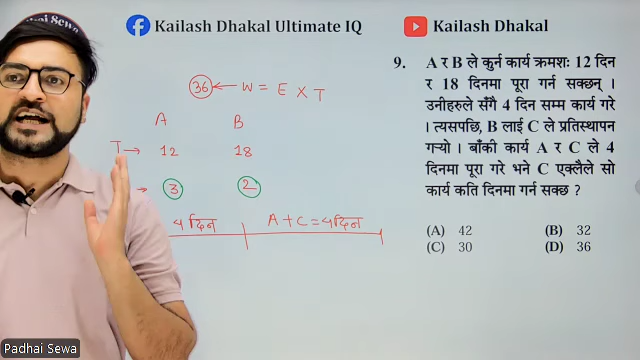 Kailash Dhakal Ultimate IQ
Kailash Dhakal
9. A र B ले कुनै कार्य क्रमशः 12 दिन
र 18 दिनमा पूरा गर्न सक्छन् ।
उनीहरुले सँगै 4 दिन सम्म कार्य गरे
। त्यसपछि, B लाई C ले प्रतिस्थापन
गर्‍यो । बाँकी कार्य A र C ले 4
दिनमा पूरा गरे भने C एक्लैले सो
कार्य कति दिनमा गर्न सक्छ ?
(A) 42 (B) 32
(C) 30 (D) 36
36 ← W = E X T
A B
T → 12 18
→ 3 2
4 दिन A + C = 4 दिन
Padhai Sewa